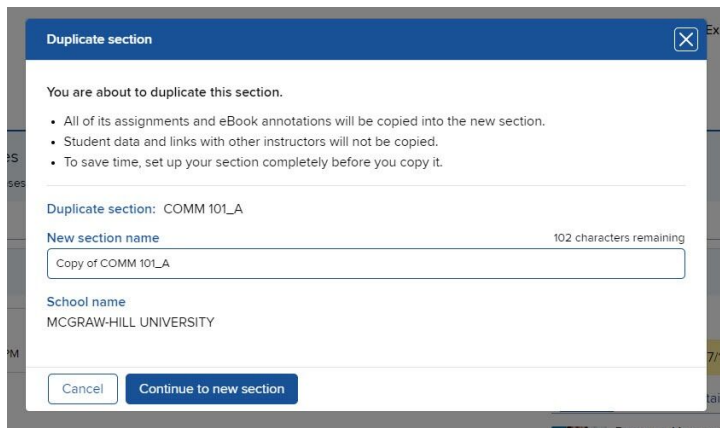 Duplicate section
Ex
You are about to duplicate this section.
• All of its assignments and eBook annotations will be copied into the new section.
• Student data and links with other instructors will not be copied.
• To save time, set up your section completely before you copy it.
Duplicate section: COMM 101_A
New section name 102 characters remaining
Copy of COMM 101_A
School name
MCGRAW-HILL UNIVERSITY
PM
7/
Cancel Continue to new section